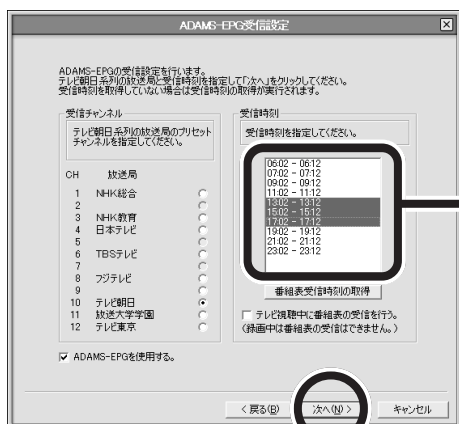 ADAMS-EPG受信設定
ADAMS-EPGの受信設定を行います。
テレビ朝日系列の放送局と受信時刻を指定して「次へ」をクリックしてください。
受信時刻を取得していない場合は受信時刻の取得が実行されます。
受信チャンネル
テレビ朝日系列の放送局のプリセット
チャンネルを指定してください。
CH 放送局
1 NHK総合
2
3 NHK教育
4 日本テレビ
5
6 TBSテレビ
7
8 フジテレビ
9
10 テレビ朝日
11 放送大学学園
12 テレビ東京
受信時刻
受信時刻を指定してください。
06:02 - 06:12
07:02 - 07:12
09:02 - 09:12
11:02 - 11:12
13:02 - 13:12
15:02 - 15:12
17:02 - 17:12
19:02 - 19:12
21:02 - 21:12
23:02 - 23:12
番組表受信時刻の取得
テレビ視聴中に番組表の受信を行う。
(録画中は番組表の受信はできません。)
ADAMS-EPGを使用する。
< 戻る(B)
次へ(N) >
キャンセル